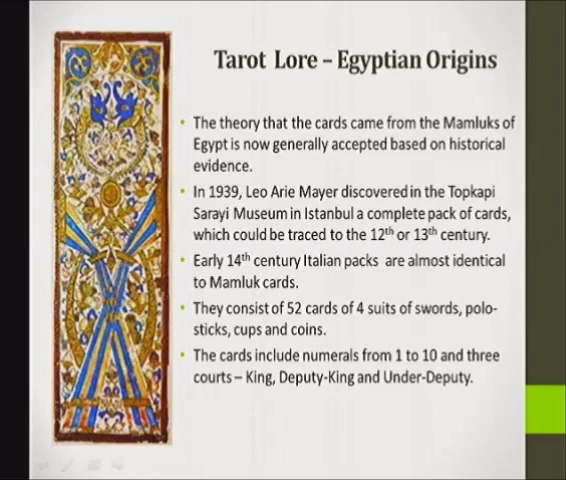 Tarot Lore – Egyptian Origins
• The theory that the cards came from the Mamluks of
Egypt is now generally accepted based on historical
evidence.
• In 1939, Leo Arie Mayer discovered in the Topkapi
Sarayi Museum in Istanbul a complete pack of cards,
which could be traced to the 12th or 13th century.
• Early 14th century Italian packs are almost identical
to Mamluk cards.
• They consist of 52 cards of 4 suits of swords, polo-
sticks, cups and coins.
• The cards include numerals from 1 to 10 and three
courts – King, Deputy-King and Under-Deputy.